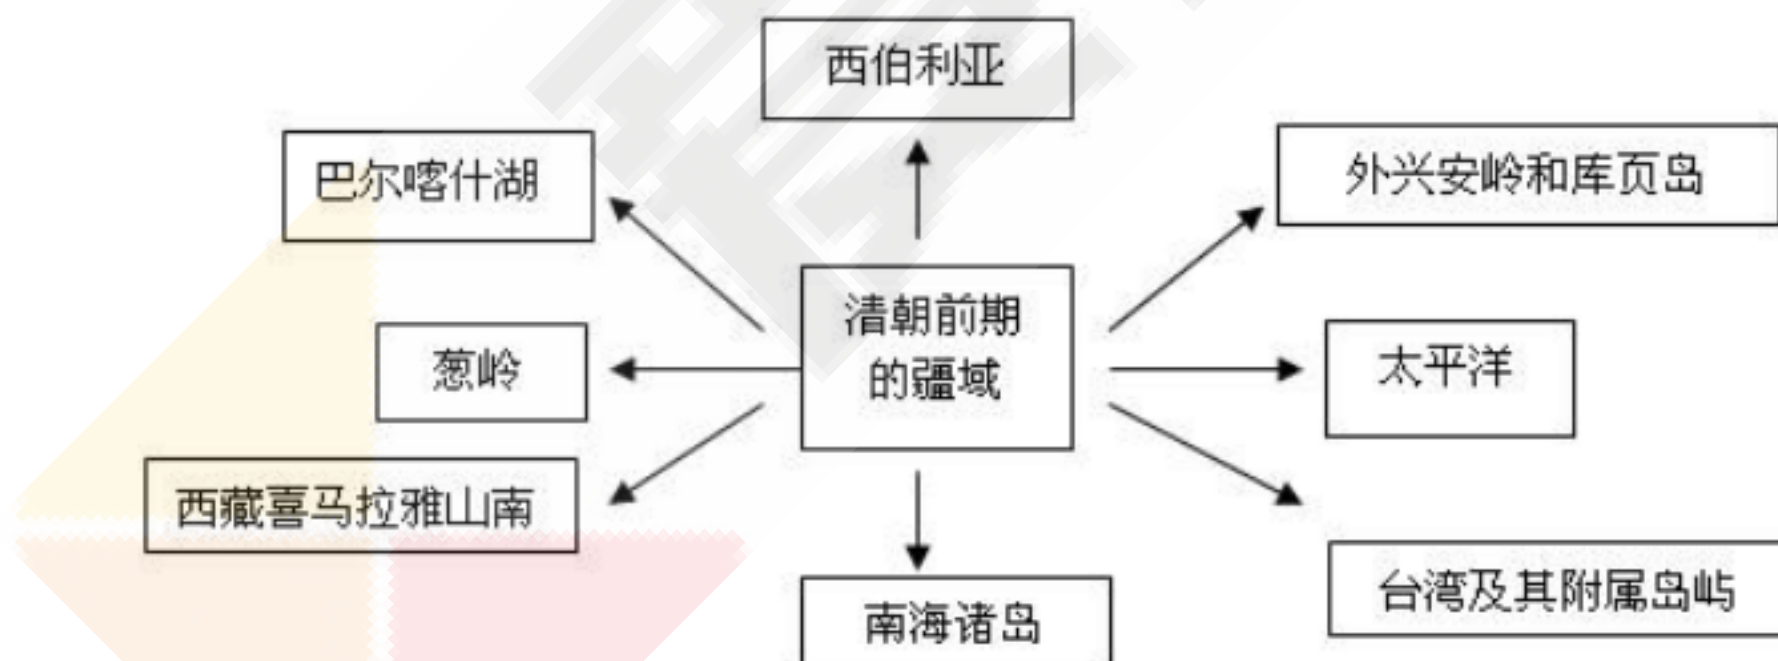 西伯利亚
巴尔喀什湖
外兴安岭和库页岛
清朝前期
的疆域
葱岭
太平洋
西藏喜马拉雅山南
台湾及其附属岛屿
南海诸岛